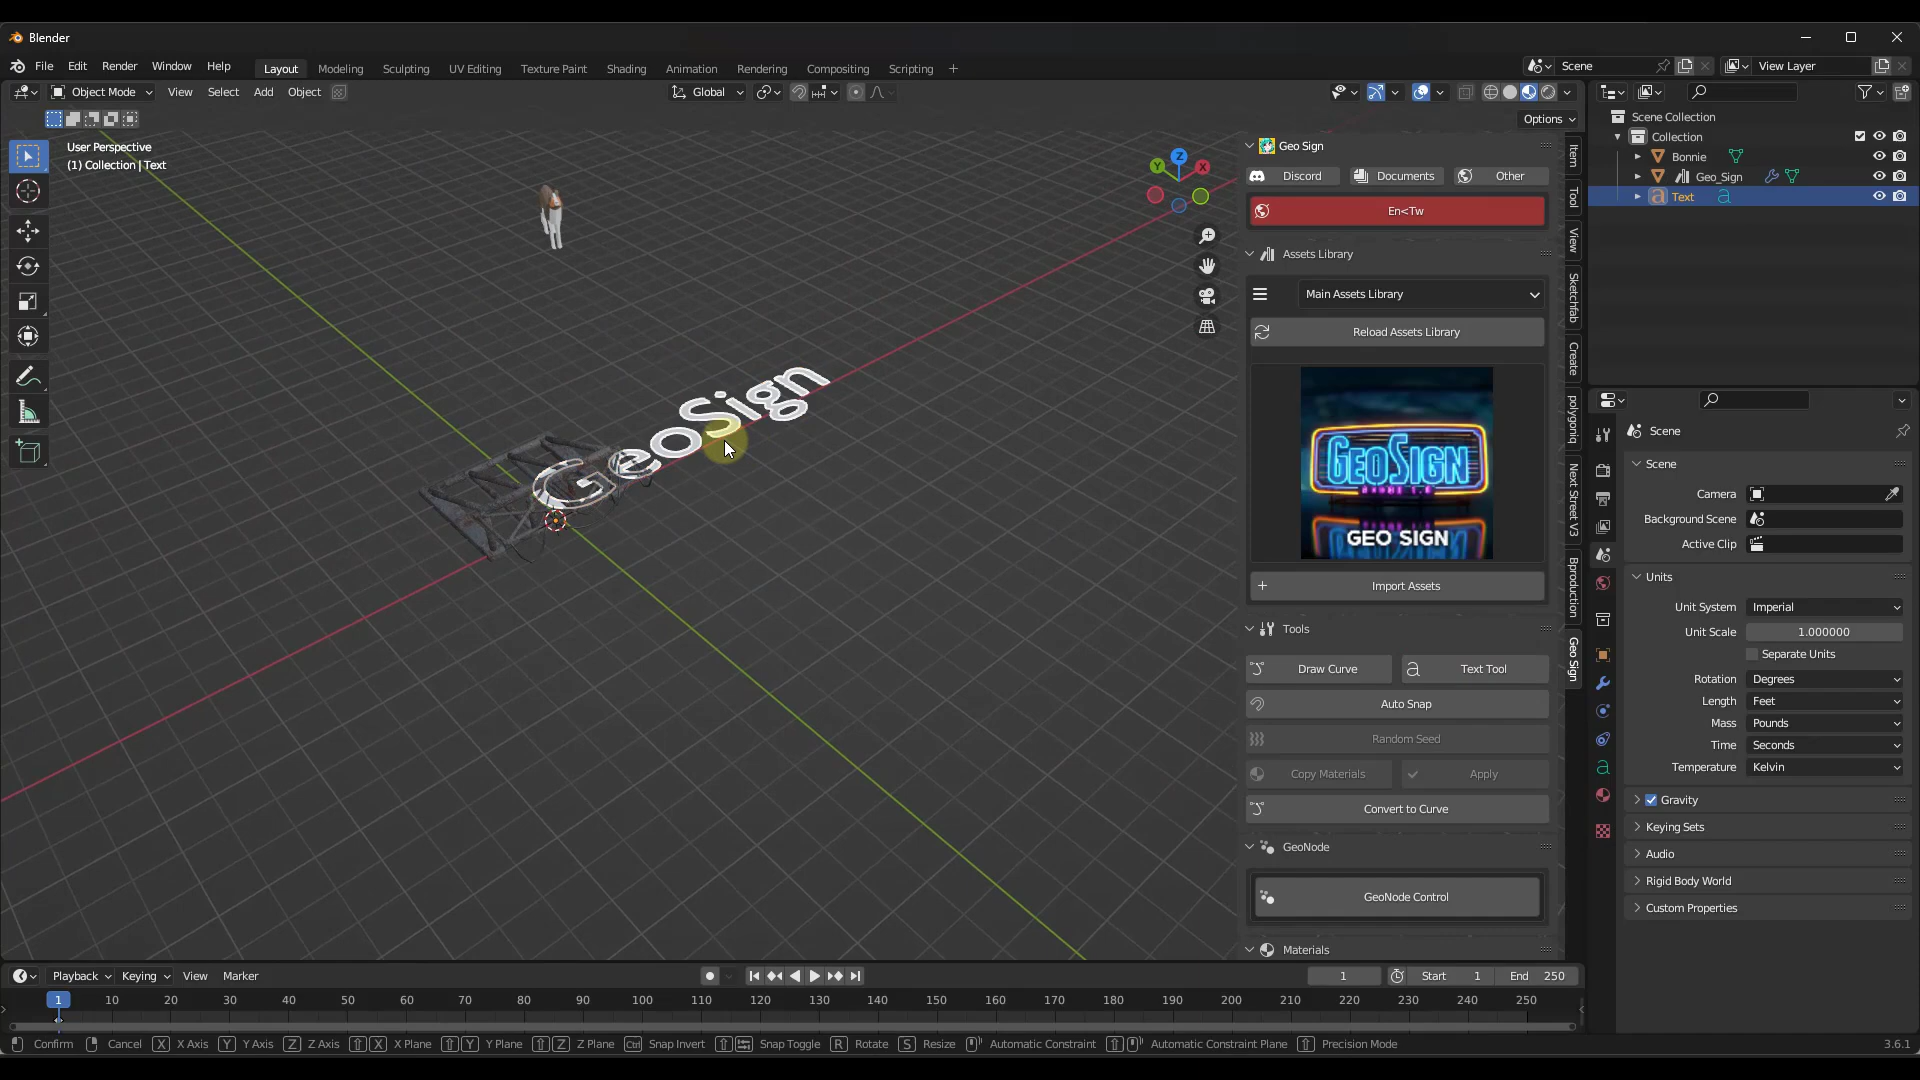 Blender
File Edit Render Window Help
Layout Modeling Sculpting UV Editing Texture Paint Shading Animation Rendering Compositing Scripting +
Scene View Layer
Object Mode View Select Add Object Global
Options
User Perspective
(1) Collection | Text
Z
Y
X
GeoSign
Geo Sign
Discord Documents Other
En<Tw
Assets Library
Main Assets Library
Reload Assets Library
GEOSIGN
GEO SIGN
Import Assets
Tools
Draw Curve Text Tool
Auto Snap
Random Seed
Copy Materials Apply
Convert to Curve
GeoNode
GeoNode Control
Materials
Item
Tool
View
Sketchfab
Create
polygoniq
Next Street V3
Bproduction
Geo Sign
Scene Collection
Collection
Bonnie
Geo_Sign
Text
Scene
Scene
Camera
Background Scene
Active Clip
Units
Unit System Imperial
Unit Scale 1.000000
Separate Units
Rotation Degrees
Length Feet
Mass Pounds
Time Seconds
Temperature Kelvin
Gravity
Keying Sets
Audio
Rigid Body World
Custom Properties
Playback Keying View Marker
1 Start 1 End 250
1 10 20 30 40 50 60 70 80 90 100 110 120 130 140 150 160 170 180 190 200 210 220 230 240 250
Confirm Cancel X X Axis Y Y Axis Z Z Axis X X Plane Y Y Plane Z Z Plane Ctrl Snap Invert Snap Toggle R Rotate S Resize Automatic Constraint Automatic Constraint Plane Precision Mode 3.6.1